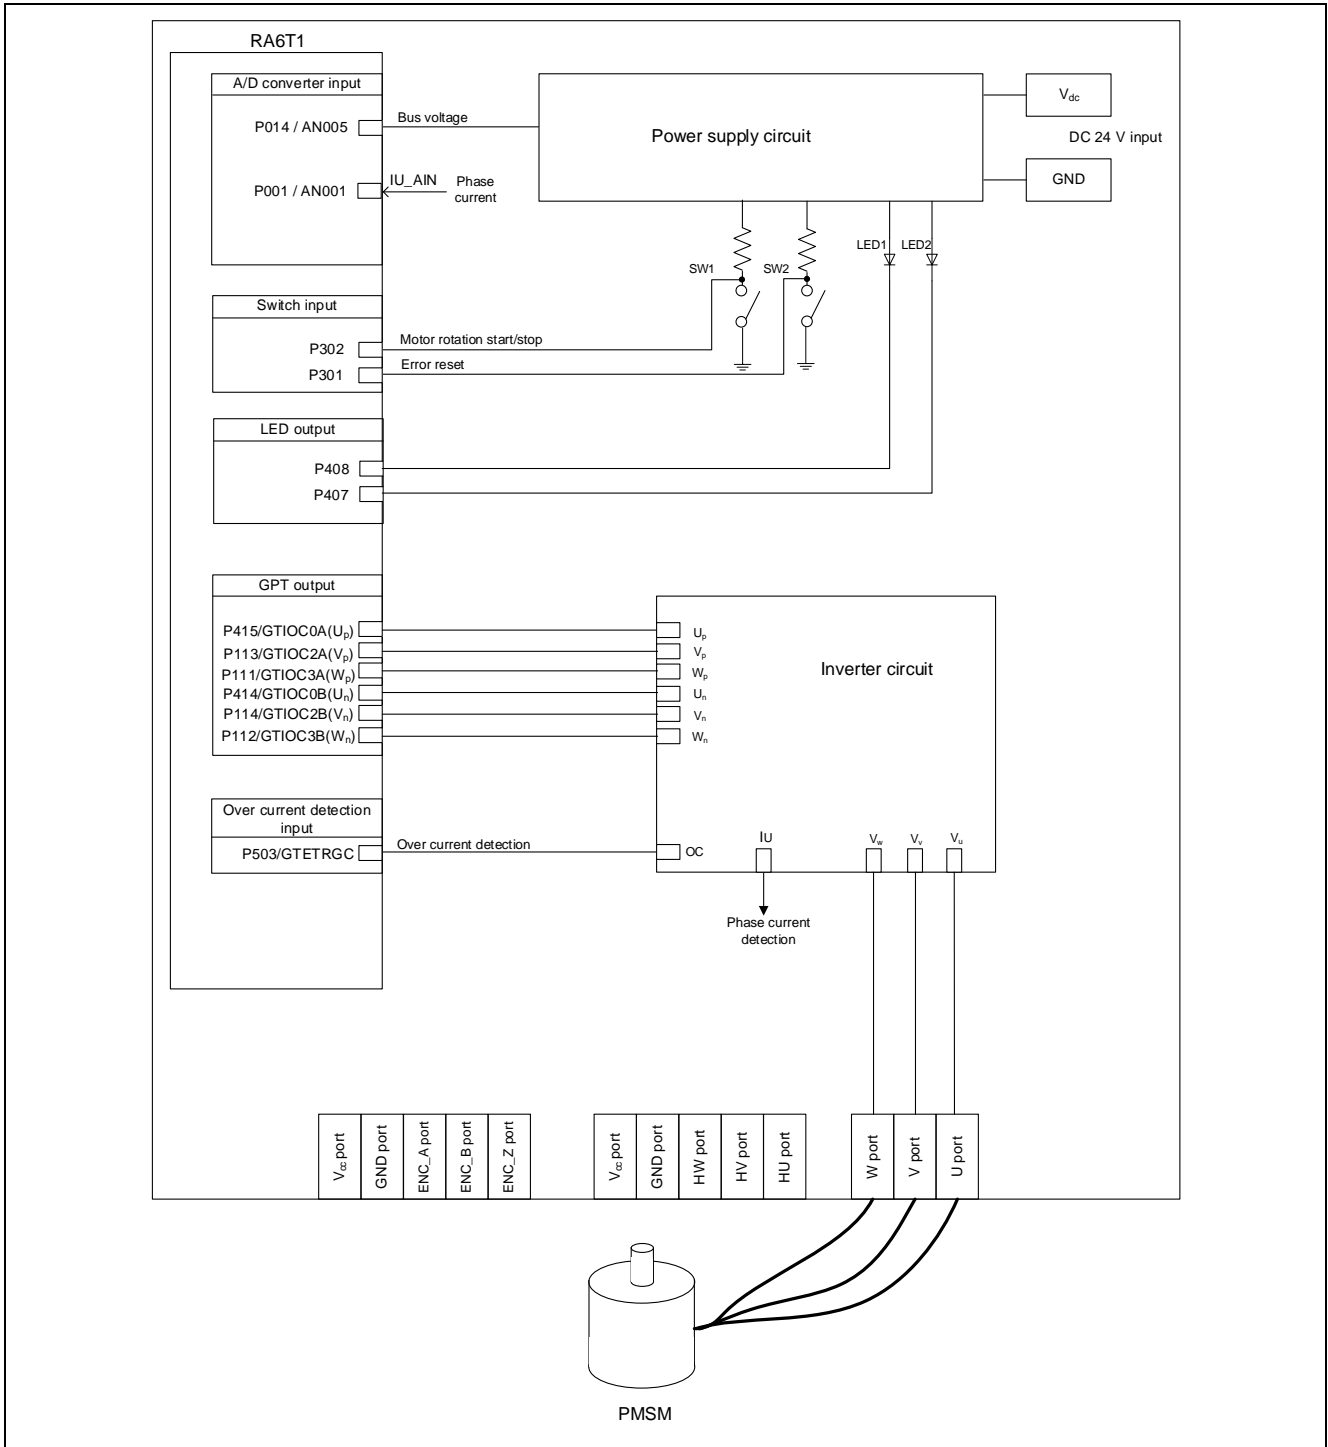 RA6T1
A/D converter input
P014 / AN005
Bus voltage
P001 / AN001
IU_AIN
Phase
current
Power supply circuit
Vdc
DC 24 V input
GND
SW1
SW2
LED1
LED2
Switch input
P302
Motor rotation start/stop
P301
Error reset
LED output
P408
P407
GPT output
P415/GTIOC0A(Up)
P113/GTIOC2A(Vp)
P111/GTIOC3A(Wp)
P414/GTIOC0B(Un)
P114/GTIOC2B(Vn)
P112/GTIOC3B(Wn)
Up
Vp
Wp
Un
Vn
Wn
Inverter circuit
Over current detection
input
P503/GTETRGC
Over current detection
OC
IU
Vw
Vv
Vu
Phase current
detection
Vcc port
GND port
ENC_A port
ENC_B port
ENC_Z port
Vcc port
GND port
HW port
HV port
HU port
W port
V port
U port
PMSM